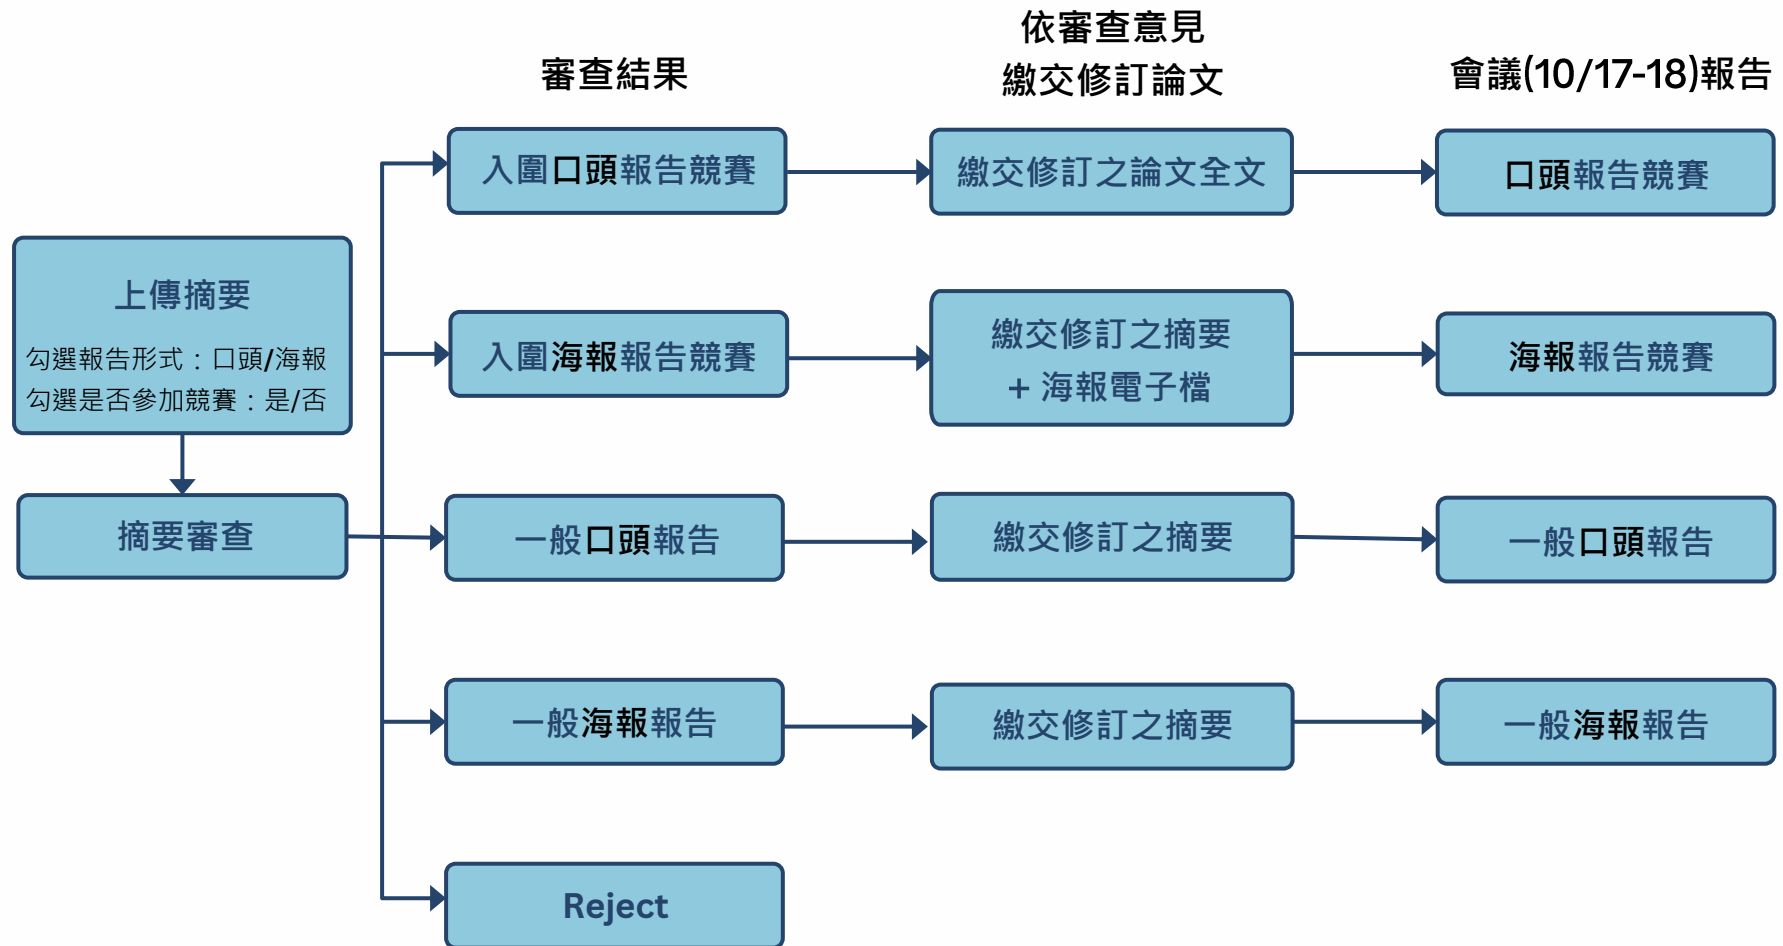 審查結果
依審查意見
繳交修訂論文
會議(10/17-18)報告
上傳摘要
勾選報告形式：口頭/海報
勾選是否參加競賽：是/否
摘要審查
入圍口頭報告競賽
繳交修訂之論文全文
口頭報告競賽
入圍海報報告競賽
繳交修訂之摘要
+ 海報電子檔
海報報告競賽
一般口頭報告
繳交修訂之摘要
一般口頭報告
一般海報報告
繳交修訂之摘要
一般海報報告
Reject